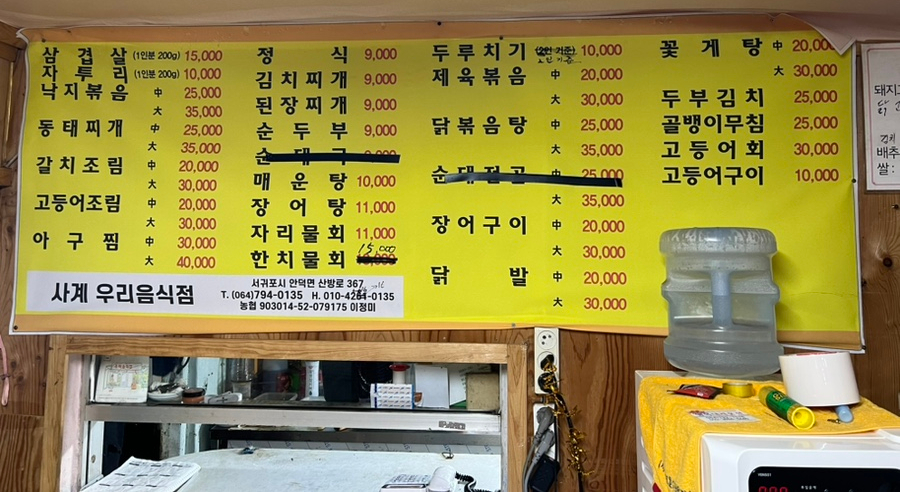 삼겹살 (1인분 200g) 15,000
자투리 (1인분 200g) 10,000
낙지볶음 中 25,000
大 35,000
동태찌개 中 25,000
大 35,000
갈치조림 中 20,000
大 30,000
고등어조림 中 20,000
大 30,000
아구찜 中 30,000
大 40,000
정식 9,000
김치찌개 9,000
된장찌개 9,000
순두부 9,000
순대국 9,000
매운탕 10,000
장어탕 11,000
자리물회 11,000
한치물회 15,000
두루치기 10,000
제육볶음 中 20,000
大 30,000
닭볶음탕 中 25,000
大 35,000
순대전골 中 25,000
大 35,000
장어구이 中 20,000
大 30,000
닭발 中 20,000
中 30,000
꽃게탕 中 20,000
大 30,000
두부김치 25,000
골뱅이무침 25,000
고등어회 30,000
고등어구이 10,000
사계 우리음식점
서귀포시 안덕면 산방로 367
T. (064)794-0135 H. 010-4261-0135
농협 903014-52-079175 이정미
돼지고
배추
쌀: